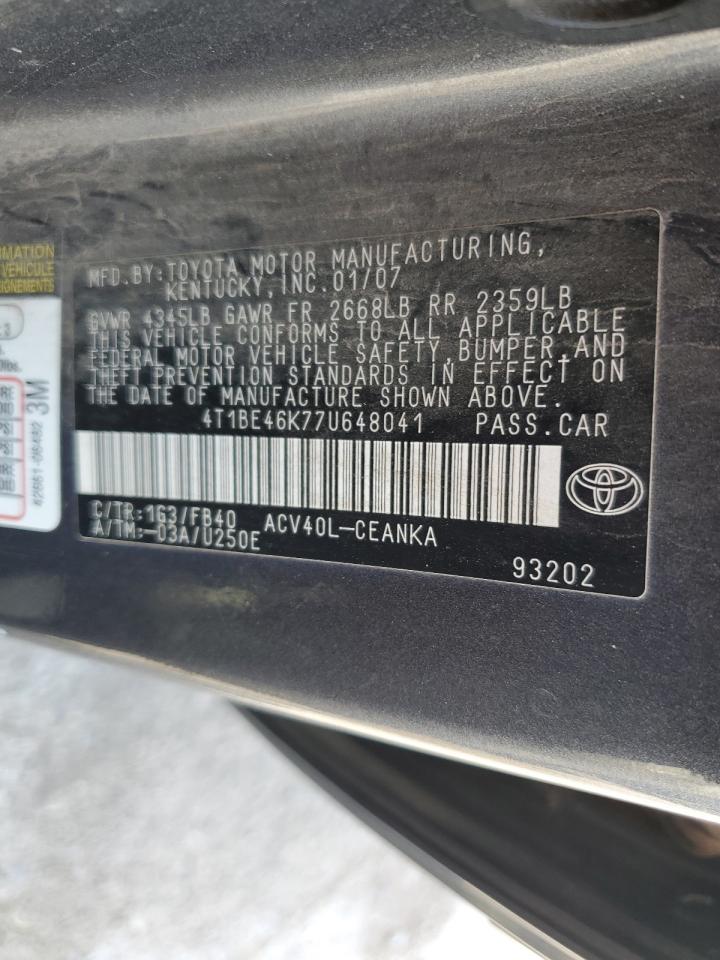 MFD.BY:TOYOTA MOTOR MANUFACTURING,
KENTUCKY, INC.01/07
GVWR 4345LB GAWR FR 2668LB RR 2359LB
THIS VEHICLE CONFORMS TO ALL APPLICABLE
FEDERAL MOTOR VEHICLE SAFETY,BUMPER,AND
THEFT PREVENTION STANDARDS IN EFFECT ON
THE DATE OF MANUFACTURE SHOWN ABOVE.
4T1BE46K77U648041 PASS.CAR
C/TR:1G3/FB40 ACV40L-CEANKA
A/TM:-03A/U250E
93202
VEHICULE
3M